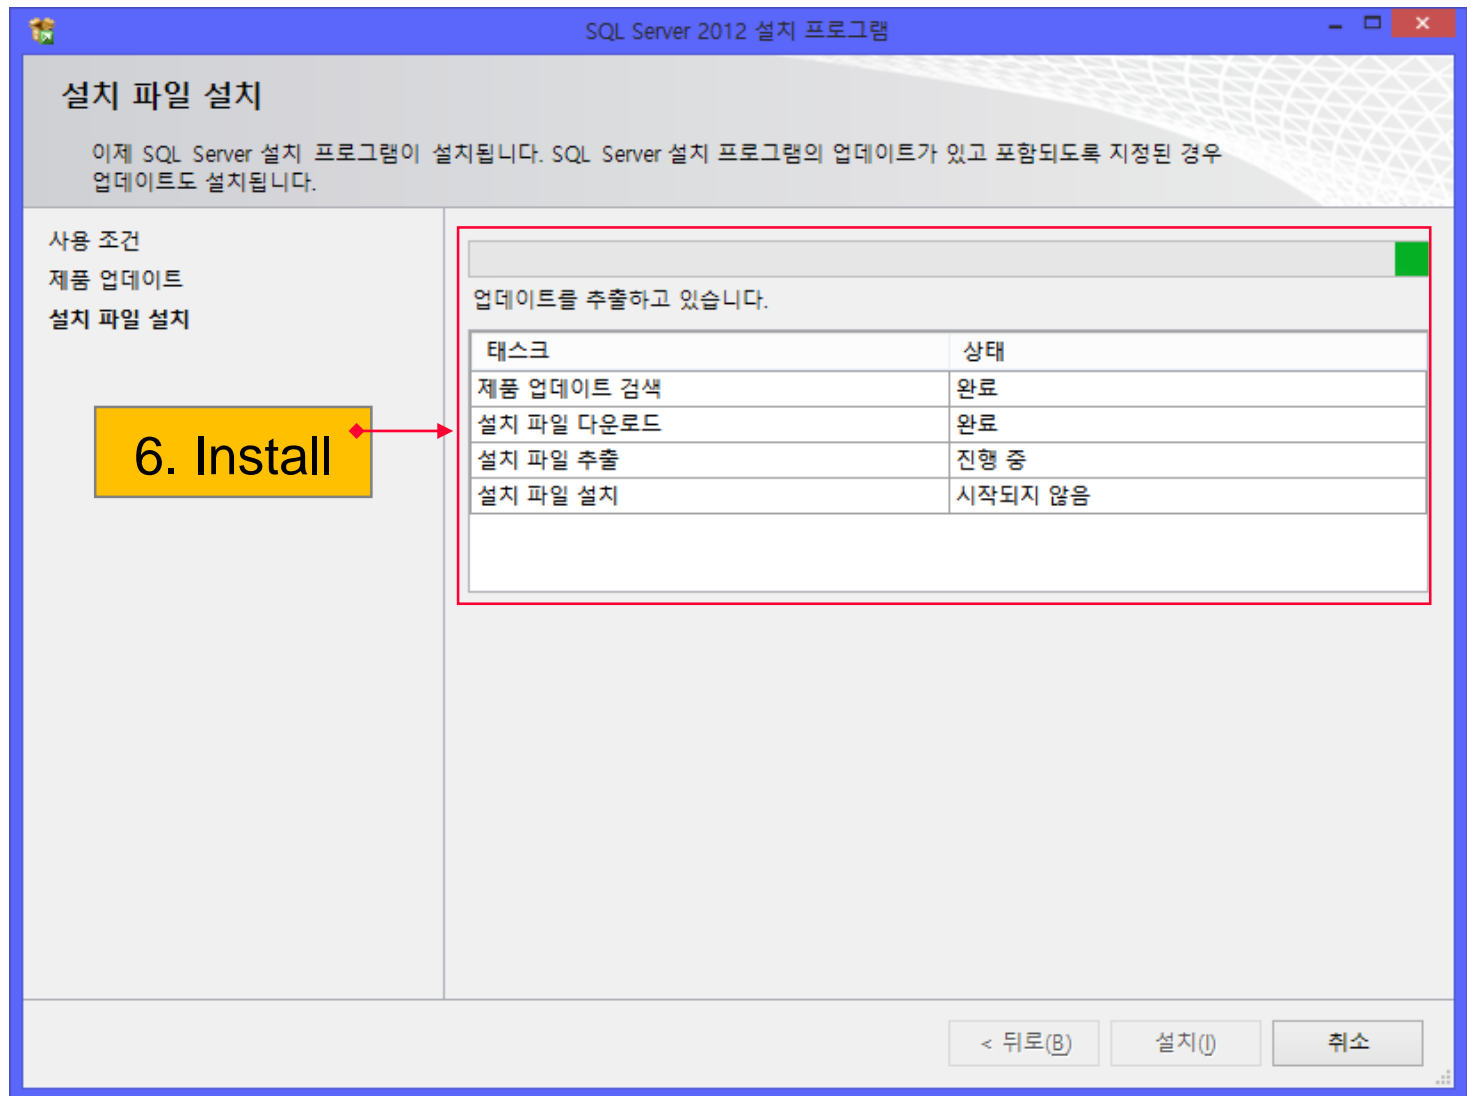 SQL Server 2012 설치 프로그램
설치 파일 설치
이제 SQL Server 설치 프로그램이 설치됩니다. SQL Server 설치 프로그램의 업데이트가 있고 포함되도록 지정된 경우
업데이트도 설치됩니다.
사용 조건
제품 업데이트
설치 파일 설치
6. Install
업데이트를 추출하고 있습니다.
태스크 상태
제품 업데이트 검색 완료
설치 파일 다운로드 완료
설치 파일 추출 진행 중
설치 파일 설치 시작되지 않음
< 뒤로(B) 설치(I) 취소